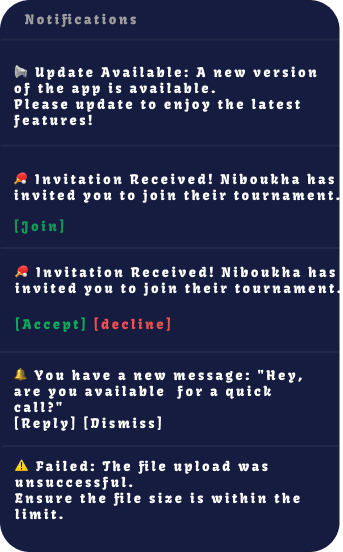 Notifications
📢 Update Available: A new version
of the app is available.
Please update to enjoy the latest
features!
🏓 Invitation Received! Niboukha has
invited you to join their tournament.
[Join]
🏓 Invitation Received! Niboukha has
invited you to join their tournament.
[Accept] [decline]
🔔 You have a new message: "Hey,
are you available for a quick
call?"
[Reply] [Dismiss]
⚠️ Failed: The file upload was
unsuccessful.
Ensure the file size is within the
limit.